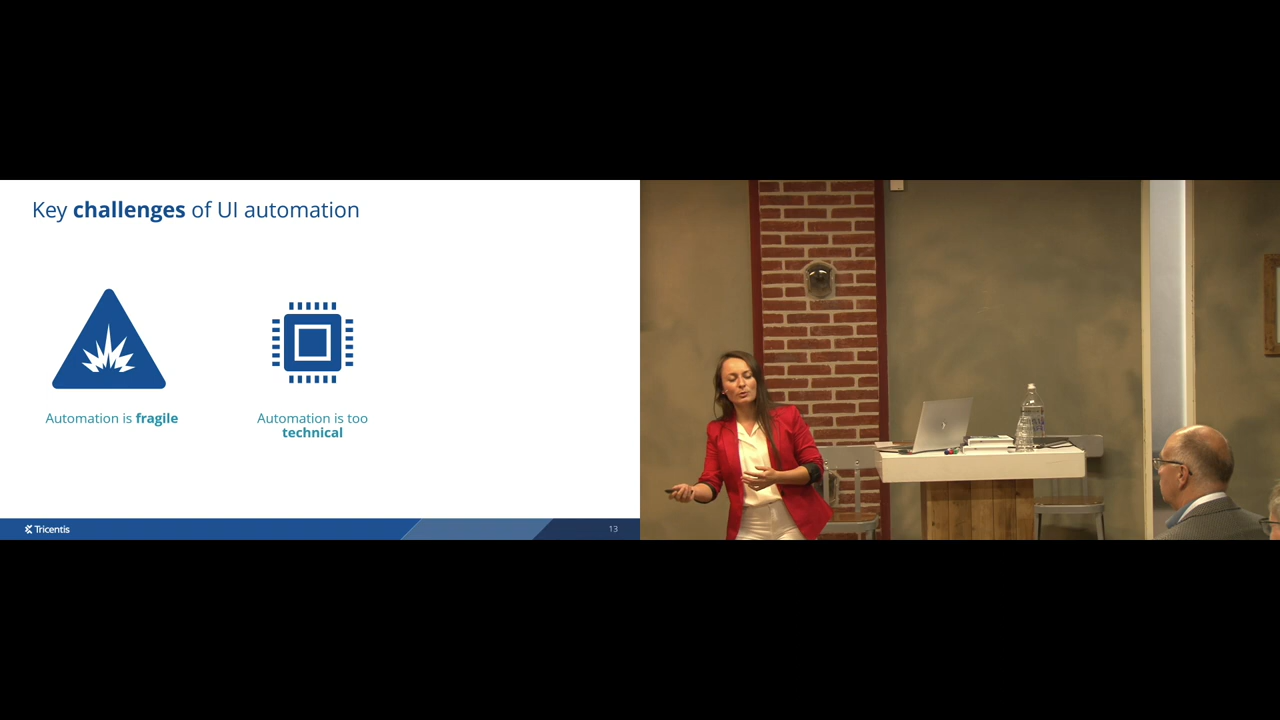 Key challenges of UI automation
Automation is fragile
Automation is too
technical
Tricentis
13